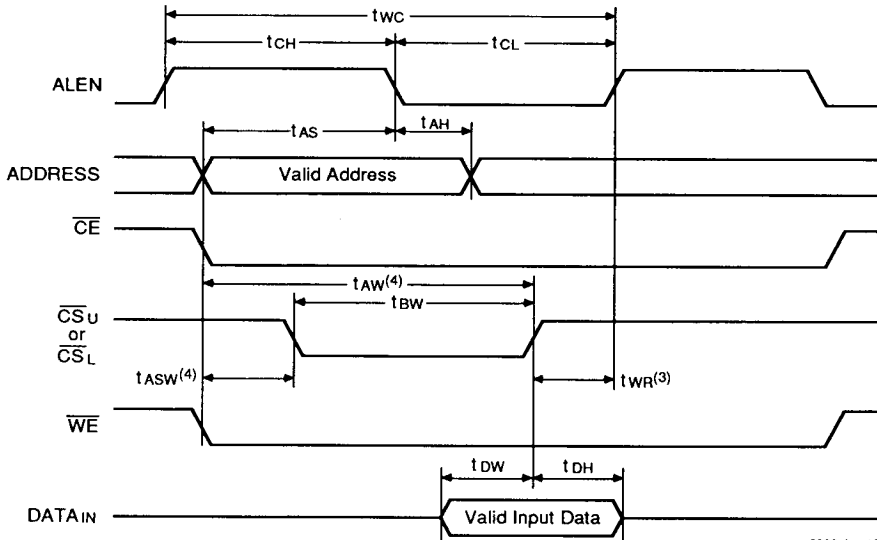 tWC
tCH
tCL
ALEN
tAS
tAH
ADDRESS
Valid Address
CE
tAW(4)
tBW
CSU
or
CSL
tASW(4)
tWR(3)
WE
tDW
tDH
DATAIN
Valid Input Data